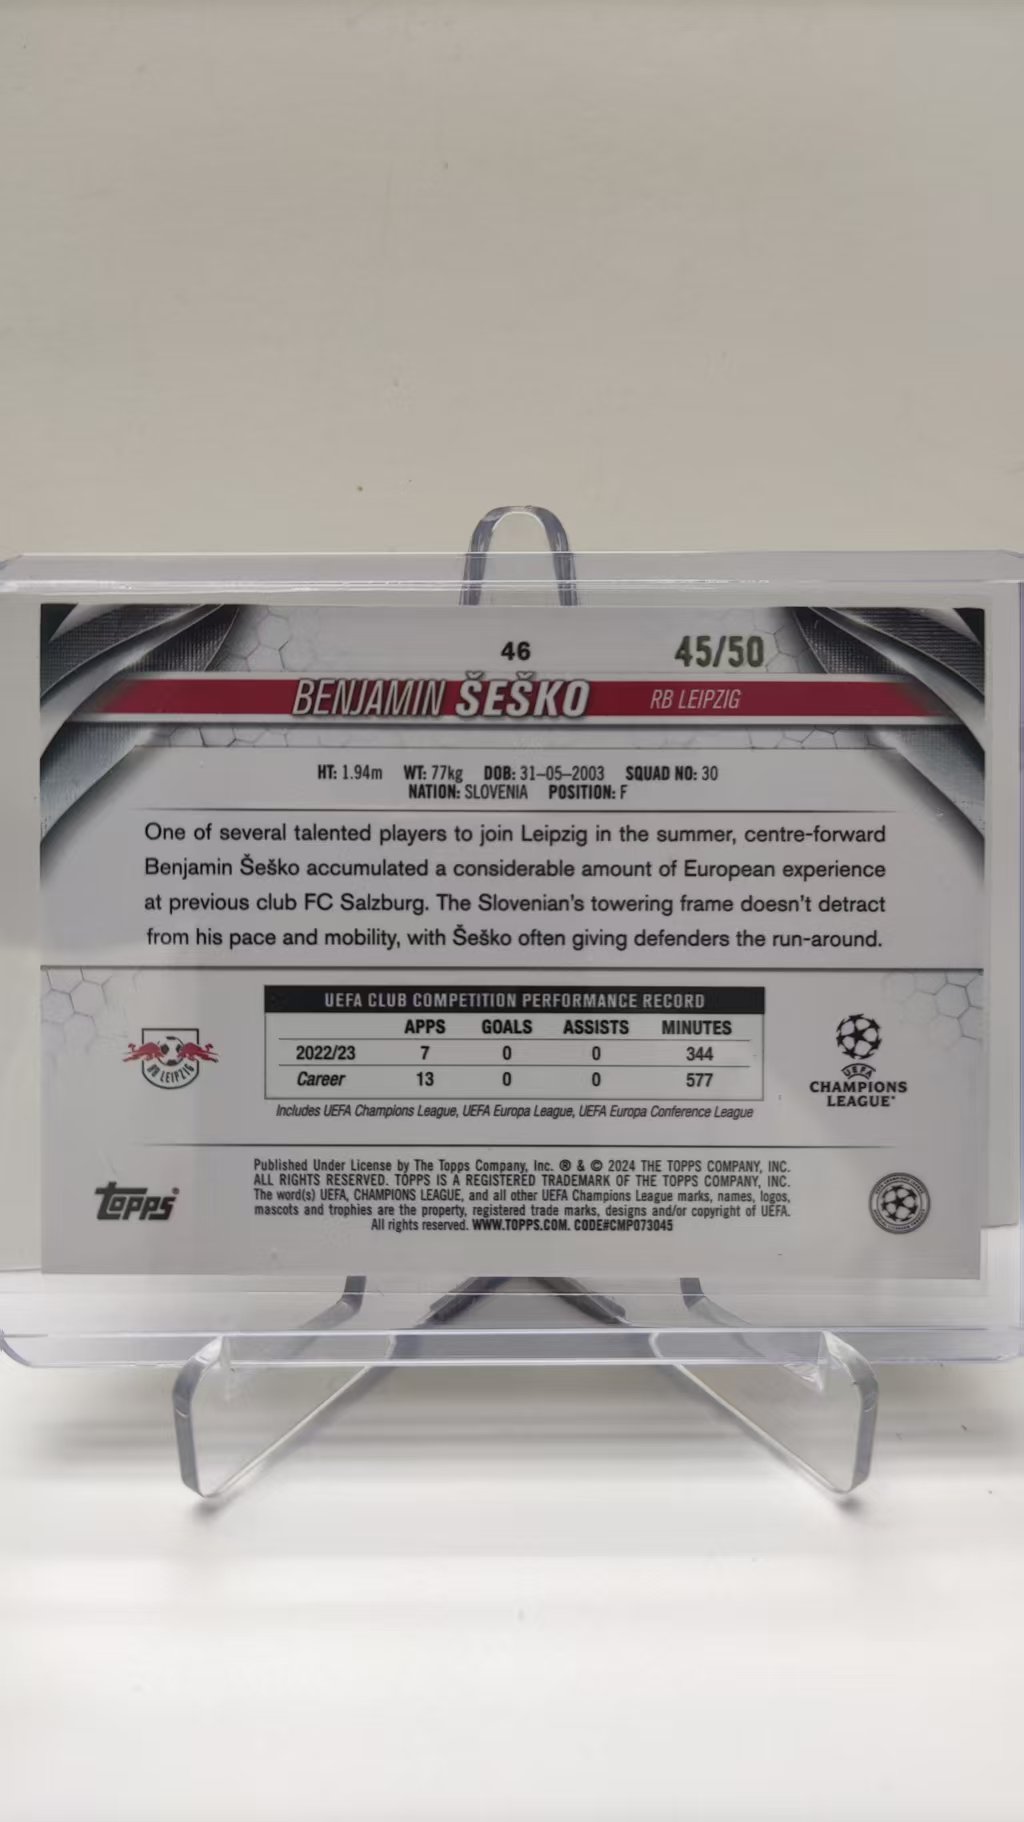 46
45/50
BENJAMIN ŠEŠKO RB LEIPZIG
HT: 1.94m WT: 77kg DOB: 31–05–2003 SQUAD NO: 30
NATION: SLOVENIA POSITION: F
One of several talented players to join Leipzig in the summer, centre-forward
Benjamin Šeško accumulated a considerable amount of European experience
at previous club FC Salzburg. The Slovenian's towering frame doesn't detract
from his pace and mobility, with Šeško often giving defenders the run-around.
UEFA CLUB COMPETITION PERFORMANCE RECORD
APPS GOALS ASSISTS MINUTES
2022/23 7 0 0 344
Career 13 0 0 577
Includes UEFA Champions League, UEFA Europa League, UEFA Europa Conference League
RB LEIPZIG
UEFA
CHAMPIONS
LEAGUE®
Published Under License by The Topps Company, Inc. ® & © 2024 THE TOPPS COMPANY, INC.
ALL RIGHTS RESERVED. TOPPS IS A REGISTERED TRADEMARK OF THE TOPPS COMPANY, INC.
The word(s) UEFA, CHAMPIONS LEAGUE, and all other UEFA Champions League marks, names, logos,
mascots and trophies are the property, registered trade marks, designs and/or copyright of UEFA.
All rights reserved. WWW.TOPPS.COM. CODE#CMP073045
topps®